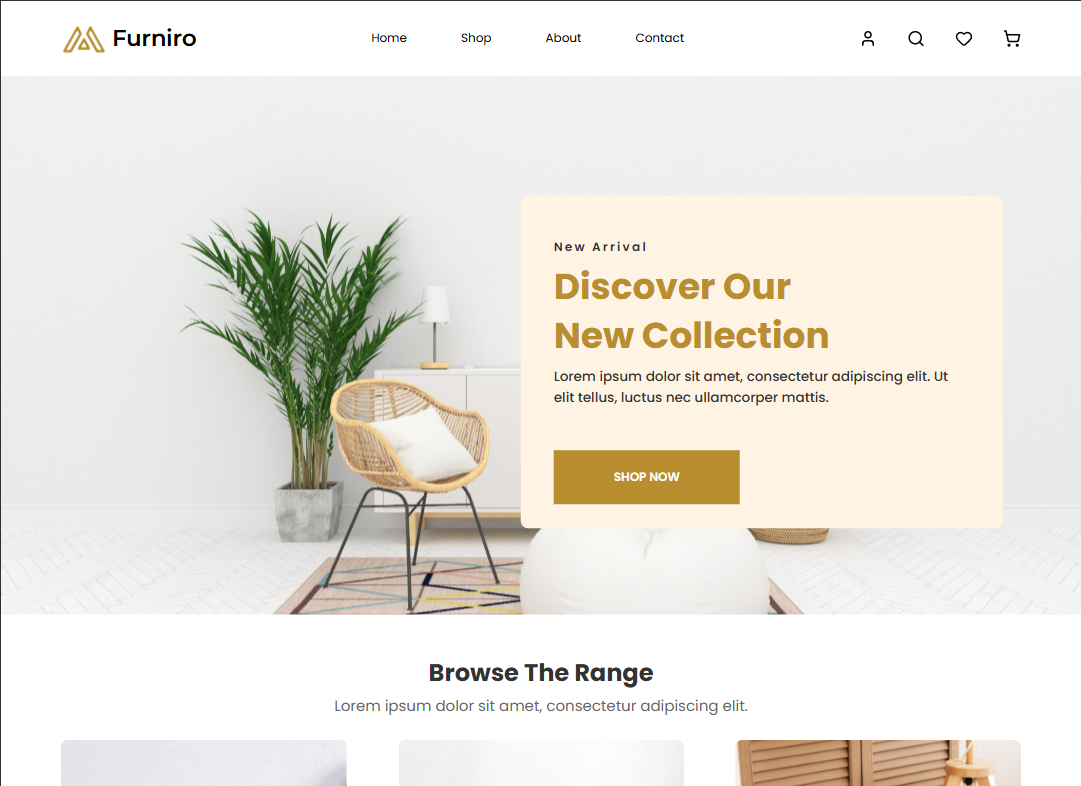 Furniro
Home
Shop
About
Contact
New Arrival
Discover Our
New Collection
Lorem ipsum dolor sit amet, consectetur adipiscing elit. Ut
elit tellus, luctus nec ullamcorper mattis.
SHOP NOW
Browse The Range
Lorem ipsum dolor sit amet, consectetur adipiscing elit.